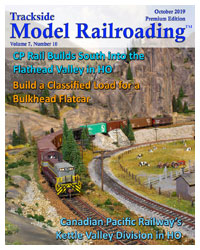 Trackside
October 2019
Premium Edition
Model Railroading™
Volume 7, Number 10
CP Rail Builds South into the
Flathead Valley in HO
Build a Classified Load for a
Bulkhead Flatcar
Canadian Pacific Railway's
Kettle Valley Division in HO